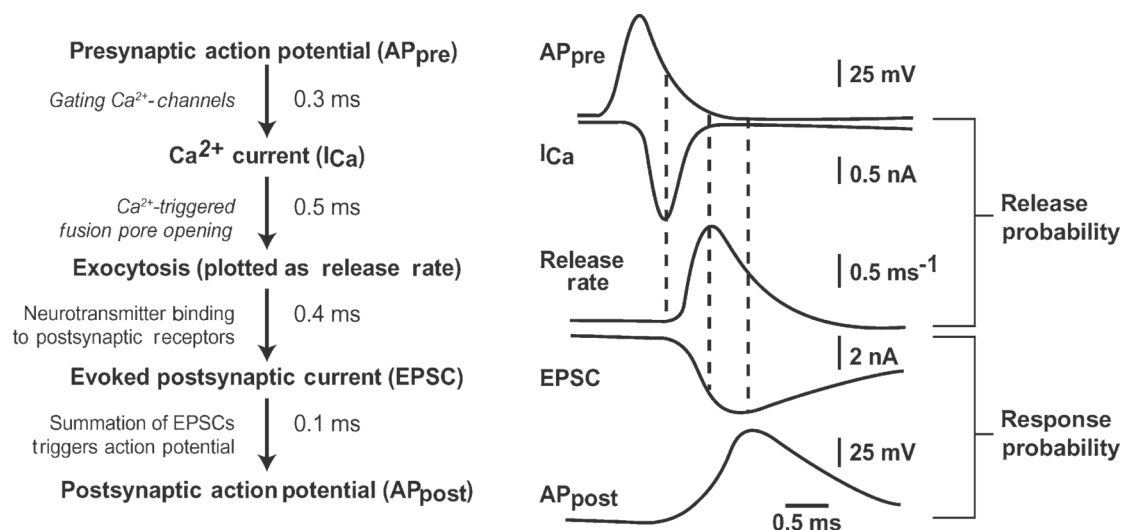 Presynaptic action potential (APpre)
Gating Ca²⁺-channels
0.3 ms
Ca²⁺ current (ICa)
Ca²⁺-triggered
fusion pore opening
0.5 ms
Exocytosis (plotted as release rate)
Neurotransmitter binding
to postsynaptic receptors
0.4 ms
Evoked postsynaptic current (EPSC)
Summation of EPSCs
triggers action potential
0.1 ms
Postsynaptic action potential (APpost)
APpre
25 mV
ICa
0.5 nA
Release
rate
0.5 ms⁻¹
EPSC
2 nA
APpost
25 mV
0.5 ms
Release
probability
Response
probability